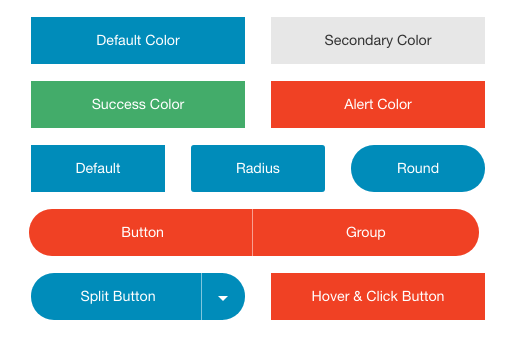 Default Color
Secondary Color
Success Color
Alert Color
Default
Radius
Round
Button
Group
Split Button
Hover & Click Button